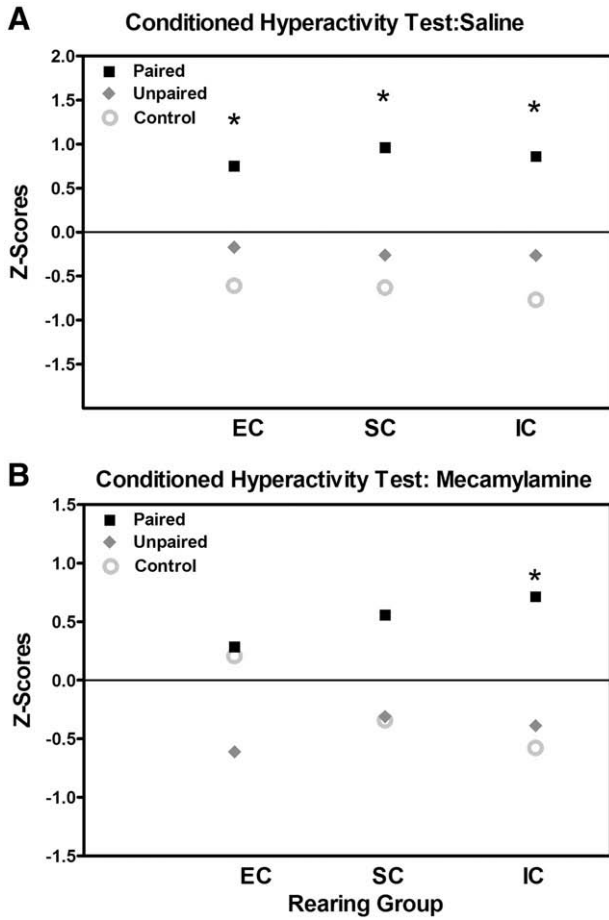 A
Conditioned Hyperactivity Test:Saline
2.0
Paired
1.5
Unpaired
* * *
Control
1.0
0.5
0.0
-0.5
-1.0
-1.5
Z-Scores
EC SC IC
B
Conditioned Hyperactivity Test: Mecamylamine
1.5
Paired
Unpaired
1.0
Control
*
0.5
0.0
-0.5
-1.0
-1.5
Z-Scores
EC SC IC
Rearing Group